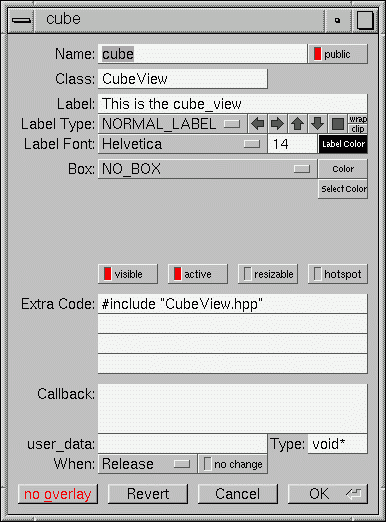 cube
Name: cube public
Class: CubeView
Label: This is the cube_view
Label Type: NORMAL_LABEL wrap clip
Label Font: Helvetica 14 Label Color
Box: NO_BOX Color
Select Color
visible active resizable hotspot
Extra Code: #include "CubeView.hpp"
Callback:
user_data: Type: void*
When: Release no change
no overlay Revert Cancel OK